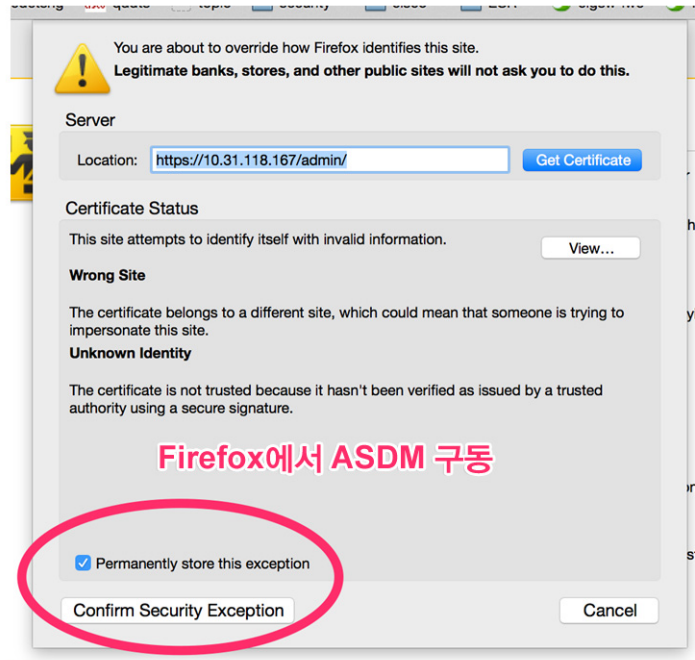 quats
topic
security
cisco
ESA
You are about to override how Firefox identifies this site.
Legitimate banks, stores, and other public sites will not ask you to do this.
Server
Location: https://10.31.118.167/admin/ Get Certificate
Certificate Status
This site attempts to identify itself with invalid information.
View...
Wrong Site
The certificate belongs to a different site, which could mean that someone is trying to
impersonate this site.
Unknown Identity
The certificate is not trusted because it hasn't been verified as issued by a trusted
authority using a secure signature.
Firefox에서 ASDM 구동
Permanently store this exception
Confirm Security Exception Cancel